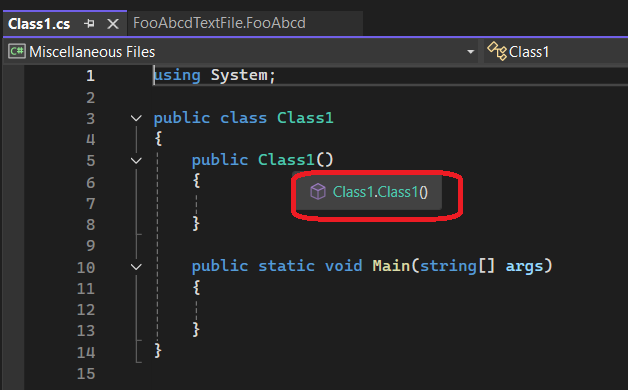 Class1.cs FooAbcdTextFile.FooAbcd
C# Miscellaneous Files Class1
1 using System;
2
3 public class Class1
4 {
5 public Class1()
6 {
Class1.Class1()
7
8 }
9
10 public static void Main(string[] args)
11 {
12
13 }
14 }
15